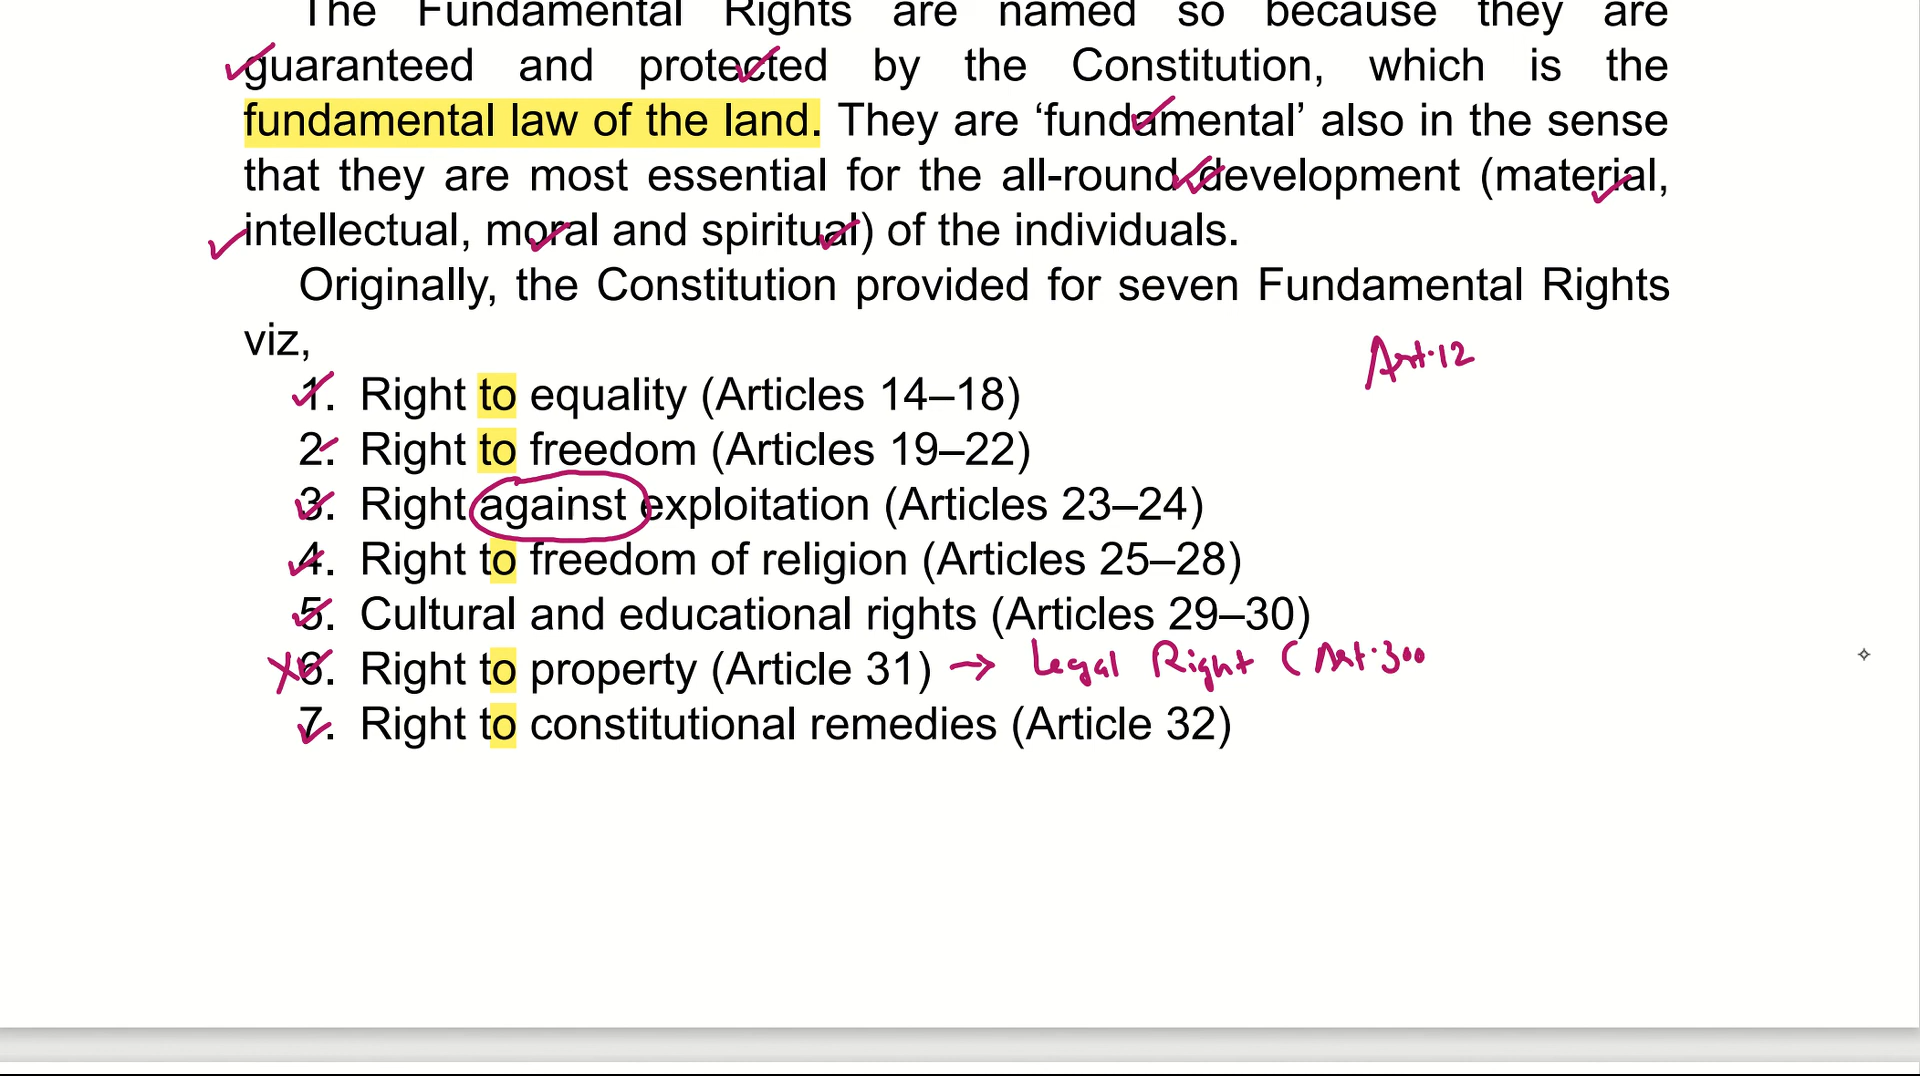 The Fundamental Rights are named so because they are
guaranteed and protected by the Constitution, which is the
fundamental law of the land. They are ‘fundamental’ also in the sense
that they are most essential for the all-round development (material,
intellectual, moral and spiritual) of the individuals.
Originally, the Constitution provided for seven Fundamental Rights
viz,
Art.12
1. Right to equality (Articles 14–18)
2. Right to freedom (Articles 19–22)
3. Right against exploitation (Articles 23–24)
4. Right to freedom of religion (Articles 25–28)
5. Cultural and educational rights (Articles 29–30)
6. Right to property (Article 31) → Legal Right (Art.300
7. Right to constitutional remedies (Article 32)